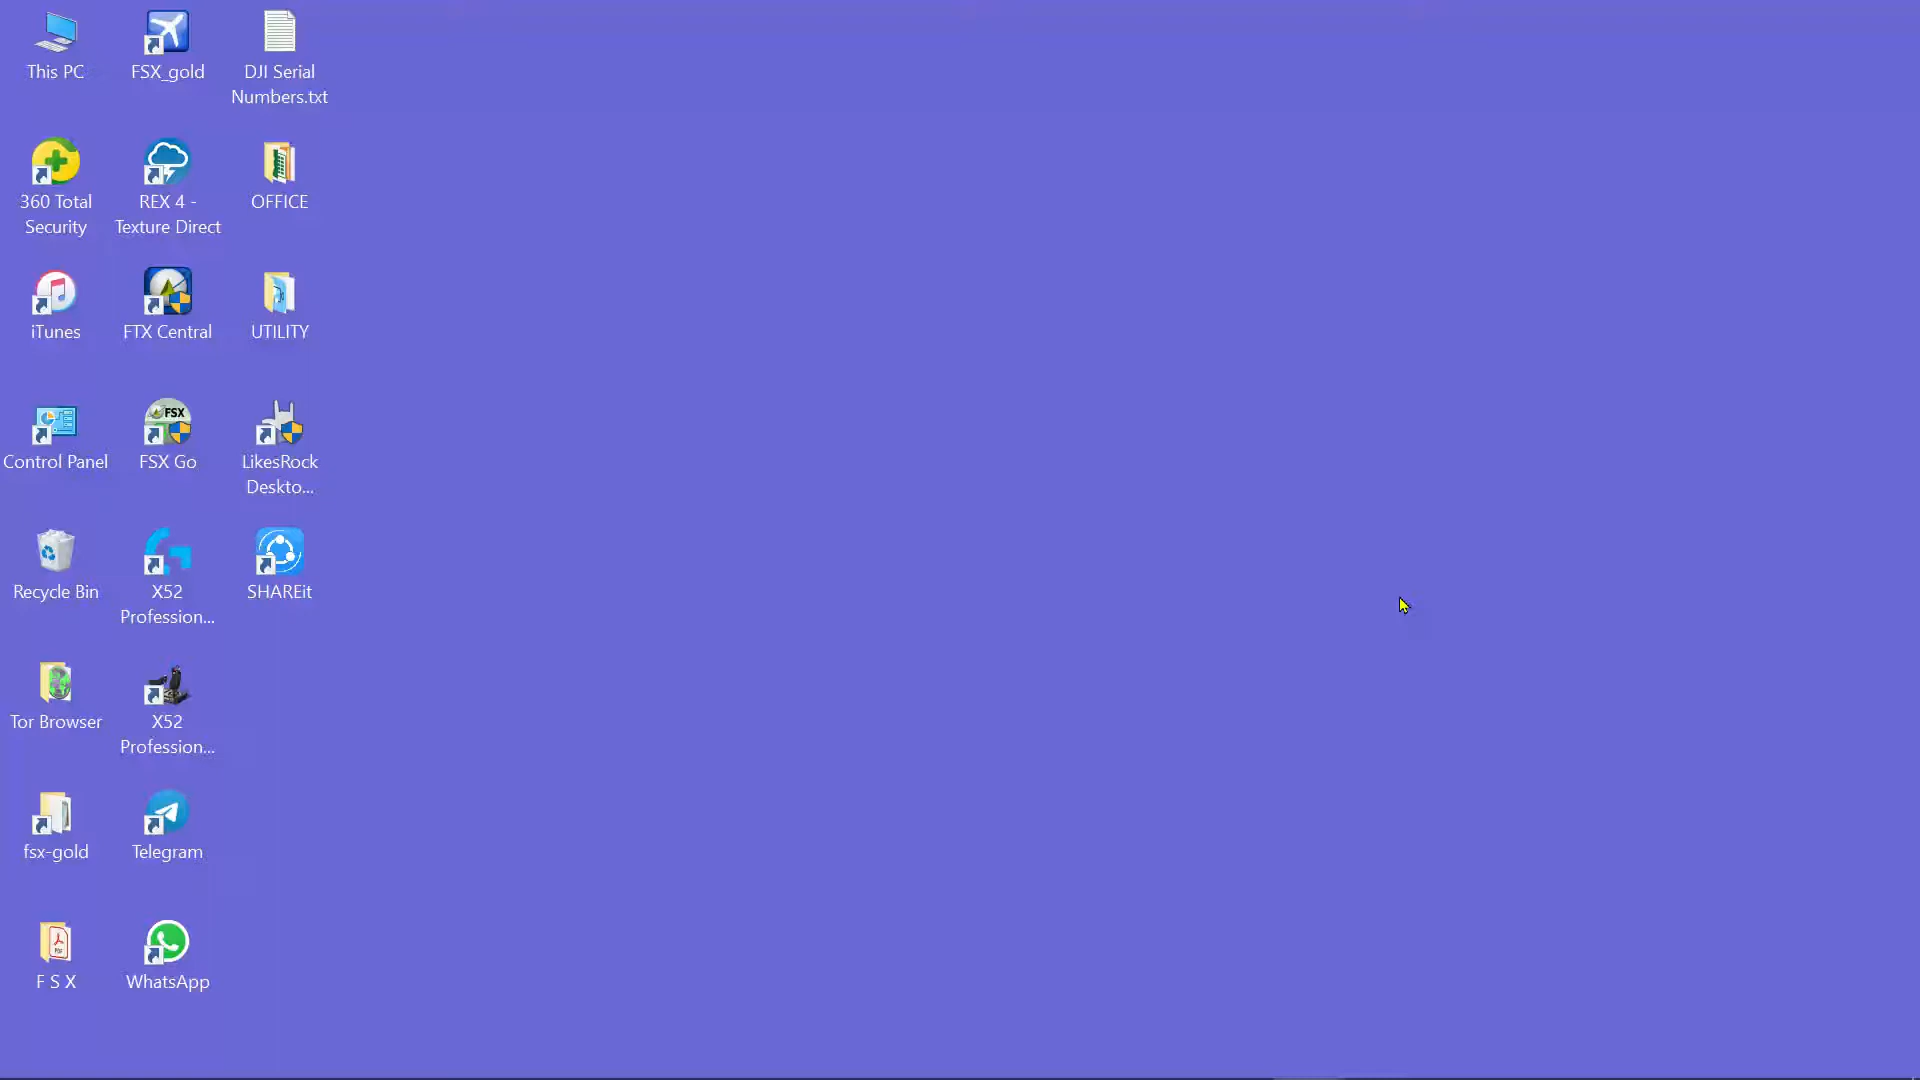 This PC
FSX_gold
DJI Serial
Numbers.txt
360 Total
Security
REX 4 -
Texture Direct
OFFICE
iTunes
FTX Central
UTILITY
Control Panel
FSX
FSX Go
LikesRock
Deskto...
Recycle Bin
X52
Profession...
SHAREit
Tor Browser
X52
Profession...
fsx-gold
Telegram
PDF
F S X
WhatsApp